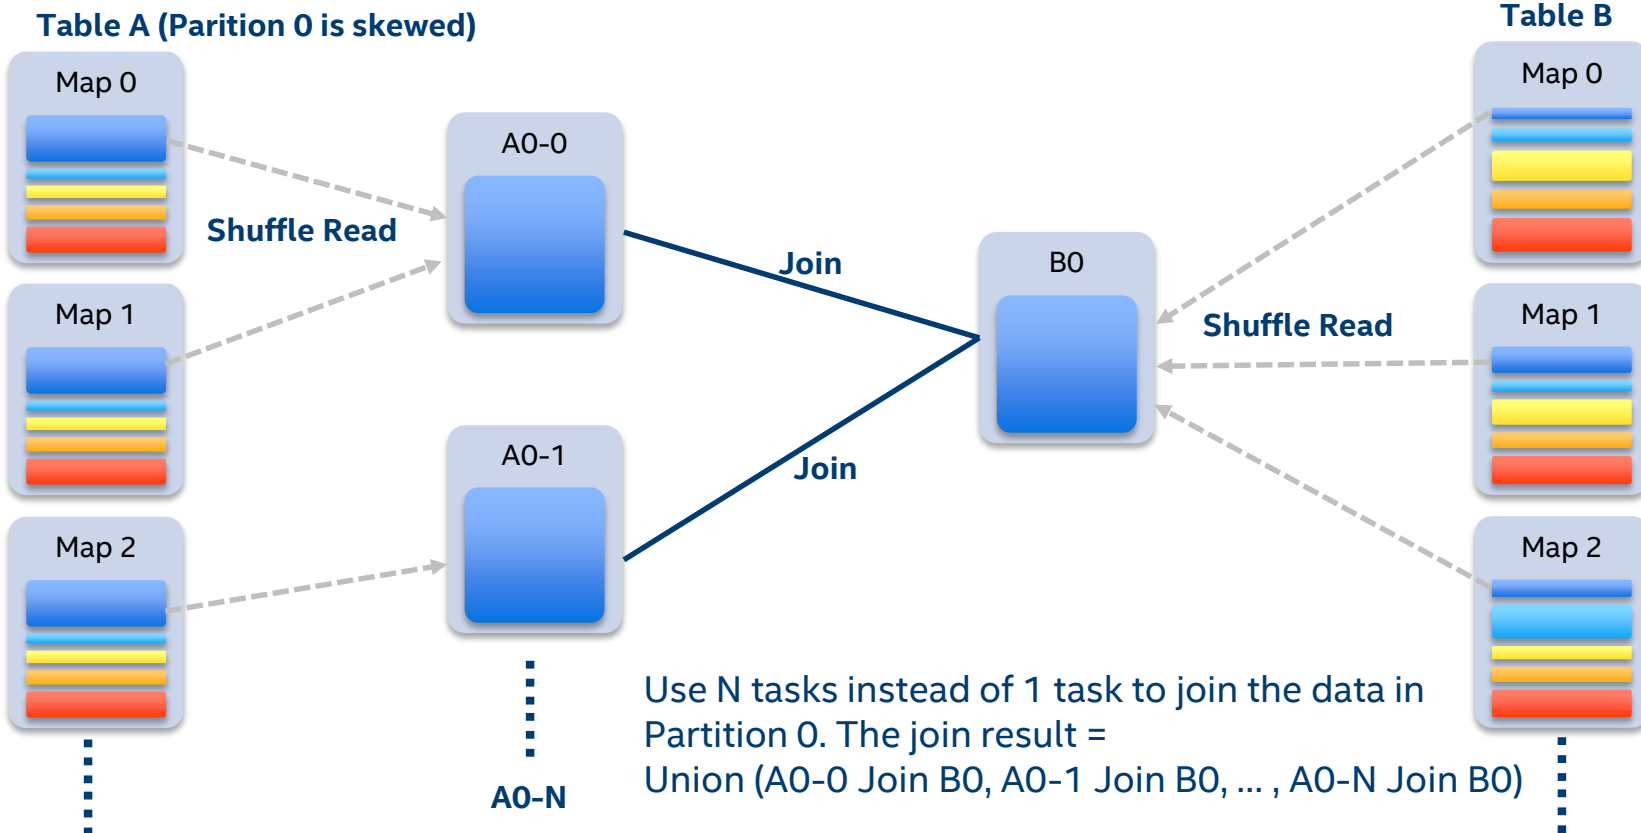 Table A (Parition 0 is skewed)
Table B
Map 0
Map 1
Map 2
Shuffle Read
A0-0
A0-1
A0-N
Join
Join
B0
Shuffle Read
Map 0
Map 1
Map 2
Use N tasks instead of 1 task to join the data in
Partition 0. The join result =
Union (A0-0 Join B0, A0-1 Join B0, ... , A0-N Join B0)